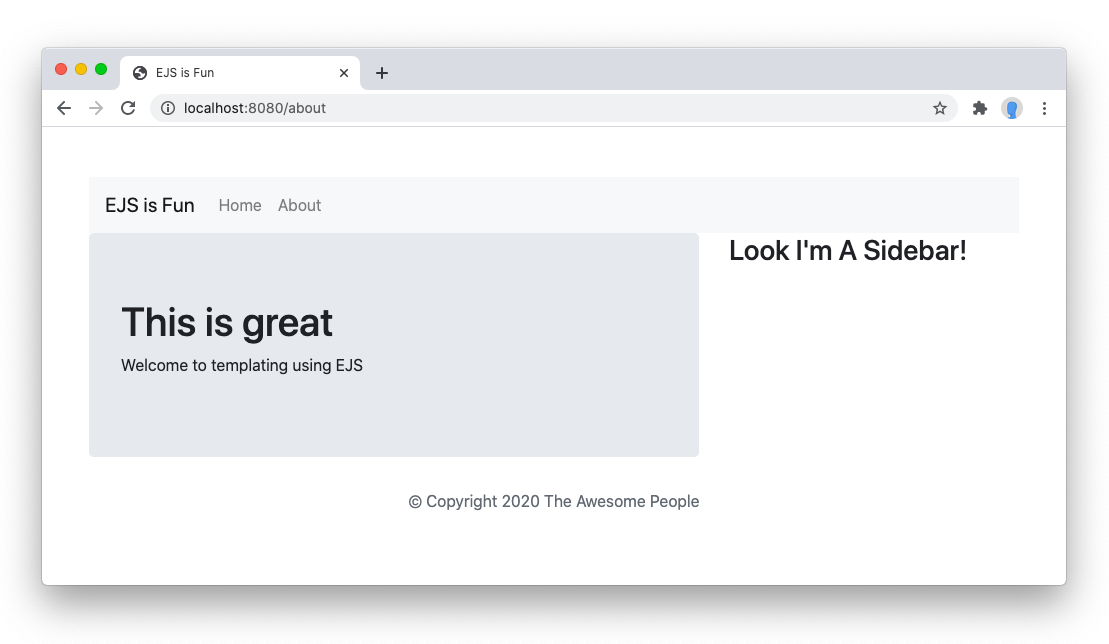 EJS is Fun
localhost:8080/about
EJS is Fun Home About
This is great
Welcome to templating using EJS
Look I'm A Sidebar!
© Copyright 2020 The Awesome People